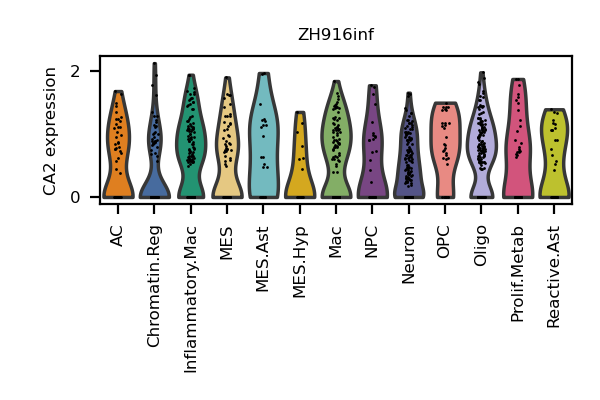 ZH916inf
CA2 expression
2
0
AC
Chromatin.Reg
Inflammatory.Mac
MES
MES.Ast
MES.Hyp
Mac
NPC
Neuron
OPC
Oligo
Prolif.Metab
Reactive.Ast